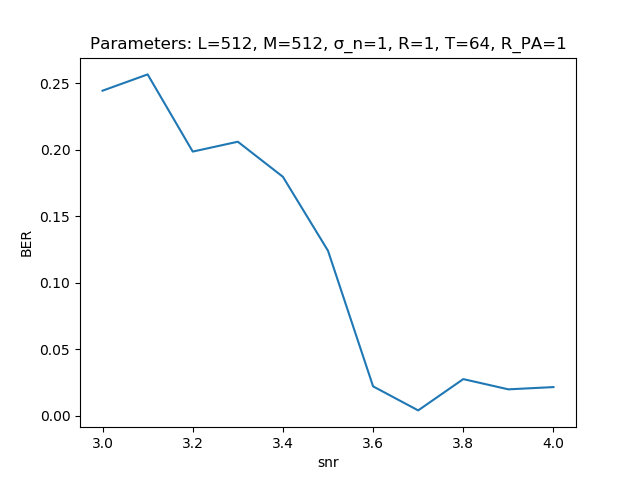 Parameters: L=512, M=512, σ_n=1, R=1, T=64, R_PA=1
0.25
0.20
0.15
0.10
0.05
0.00
BER
3.0 3.2 3.4 3.6 3.8 4.0
snr